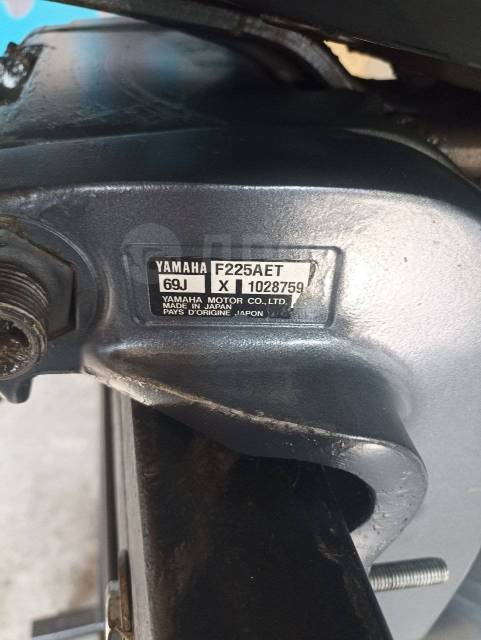 YAMAHA F225AET
69J X 1028759
YAMAHA MOTOR CO., LTD.
MADE IN JAPAN
PAYS D'ORIGINE JAPON